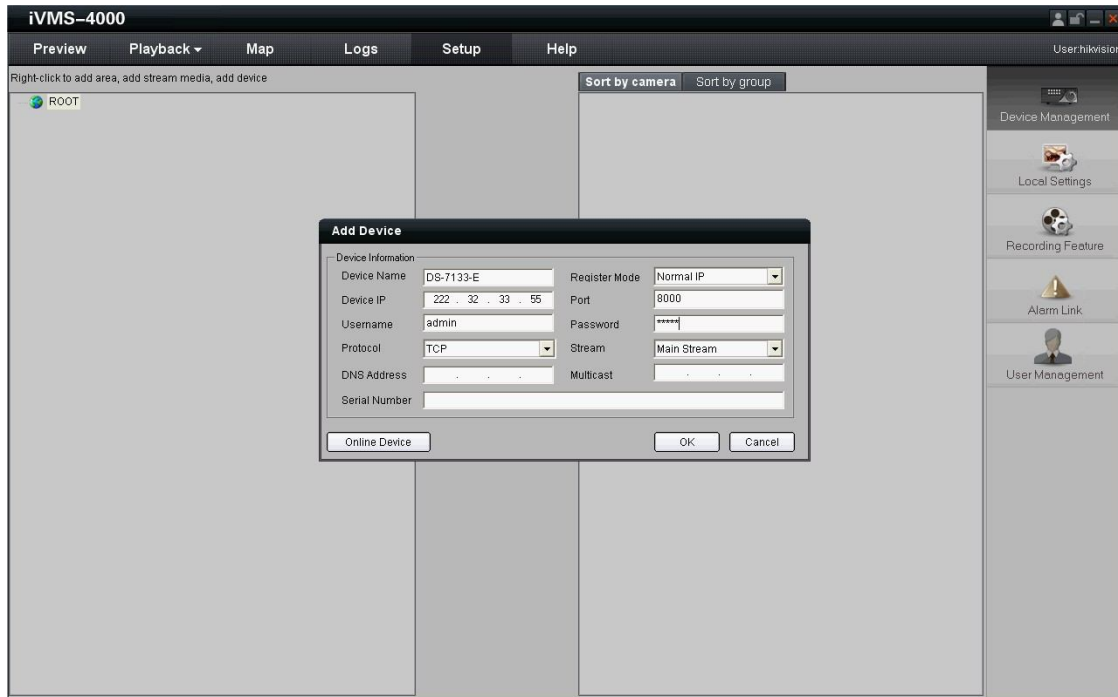 iVMS-4000
Preview Playback Map Logs Setup Help User:hikvision
Right-click to add area, add stream media, add device
ROOT
Sort by camera Sort by group
Device Management
Local Settings
Recording Feature
Alarm Link
User Management
Add Device
Device Information
Device Name DS-7133-E Register Mode Normal IP
Device IP 222 . 32 . 33 . 55 Port 8000
Username admin Password *****
Protocol TCP Stream Main Stream
DNS Address . . . Multicast . . .
Serial Number
Online Device OK Cancel